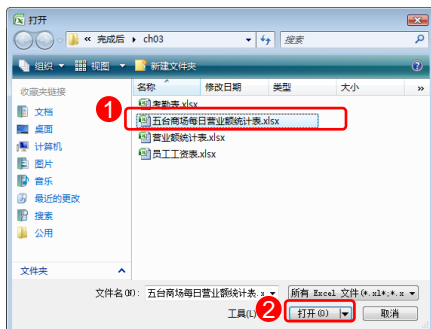 打开
« 完成后 ▸ ch03
搜索
组织 视图 新建文件夹
收藏夹链接
名称 修改日期 类型 大小 »
文档
桌面
计算机
图片
音乐
最近的更改
搜索
公用
1
考勤表.xlsx
五台商场每日营业额统计表.xlsx
营业额统计表.xlsx
员工工资表.xlsx
文件夹
文件名(N): 五台商场每日营业额统计表.x 所有 Excel 文件(*.xl*;*.x
2
工具(L) 打开(O) 取消